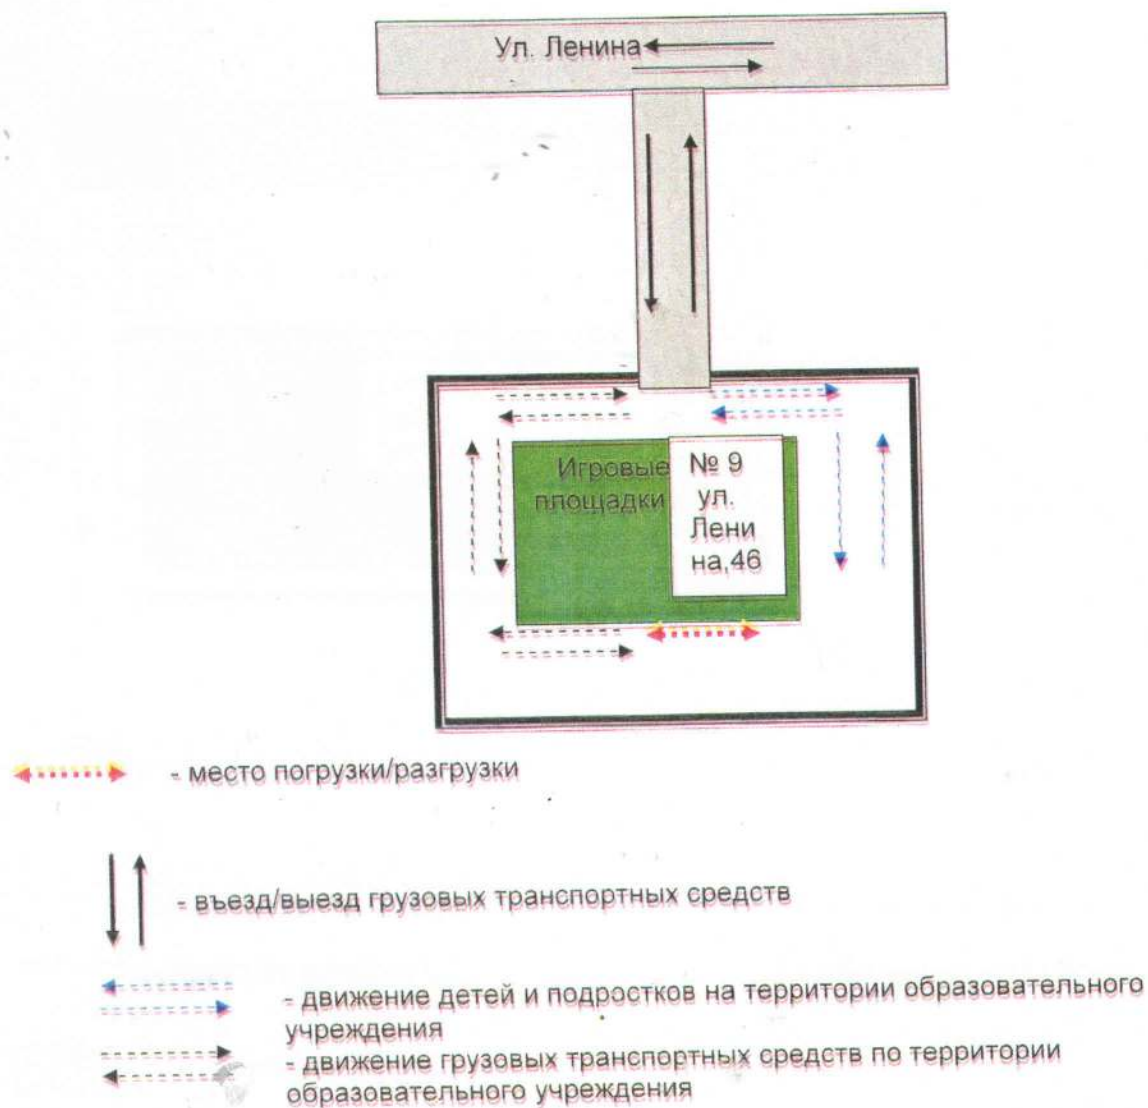 Ул. Ленина
Игровые
площадки
№ 9
ул.
Лени
на,46
- место погрузки/разгрузки
- въезд/выезд грузовых транспортных средств
- движение детей и подростков на территории образовательного
учреждения
- движение грузовых транспортных средств по территории
образовательного учреждения